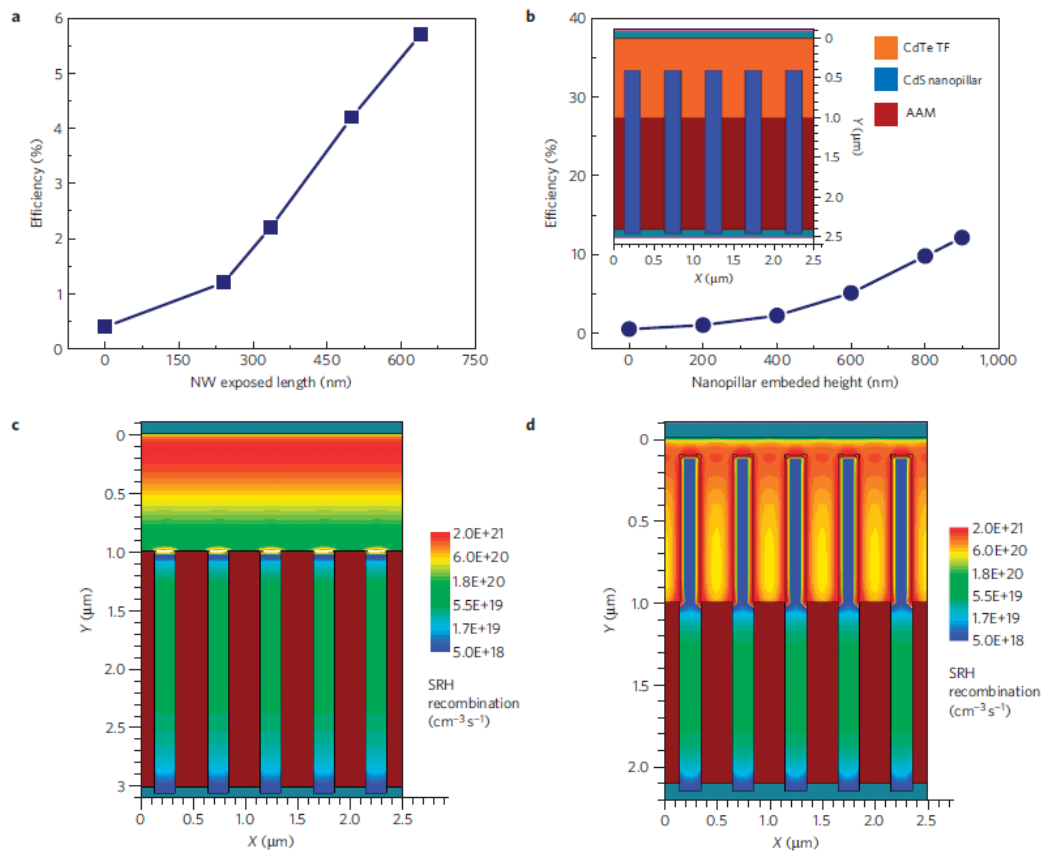 a
6
5
4
3
2
1
0
Efficiency (%)
0 150 300 450 600 750
NW exposed length (nm)
b
40
30
20
10
0
Efficiency (%)
0 200 400 600 800 1,000
Nanopillar embeded height (nm)
0
0.5
1.0
1.5
2.0
2.5
Y (μm)
0 0.5 1.0 1.5 2.0 2.5
X (μm)
CdTe TF
CdS nanopillar
AAM
c
0
0.5
1.0
1.5
2.0
2.5
3
Y (μm)
0 0.5 1.0 1.5 2.0 2.5
X (μm)
2.0E+21
6.0E+20
1.8E+20
5.5E+19
1.7E+19
5.0E+18
SRH
recombination
(cm⁻³ s⁻¹)
d
0
0.5
1.0
1.5
2.0
Y (μm)
0 0.5 1.0 1.5 2.0 2.5
X (μm)
2.0E+21
6.0E+20
1.8E+20
5.5E+19
1.7E+19
5.0E+18
SRH
recombination
(cm⁻³ s⁻¹)